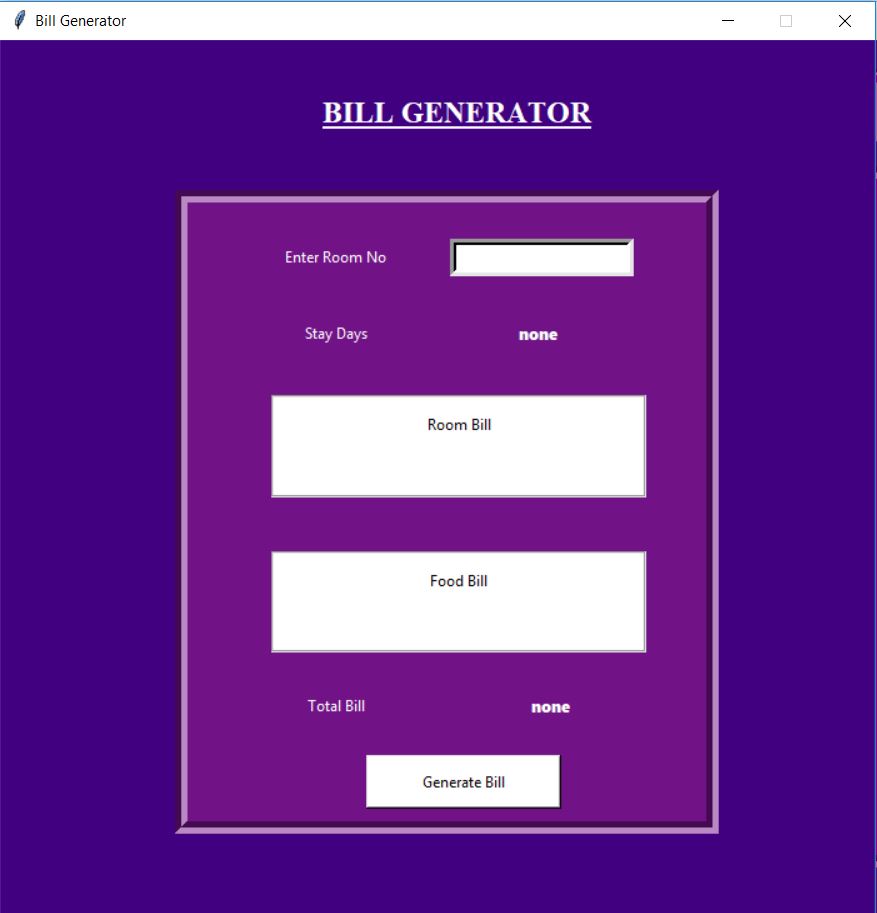 Bill Generator
BILL GENERATOR
Enter Room No
Stay Days none
Room Bill
Food Bill
Total Bill none
Generate Bill